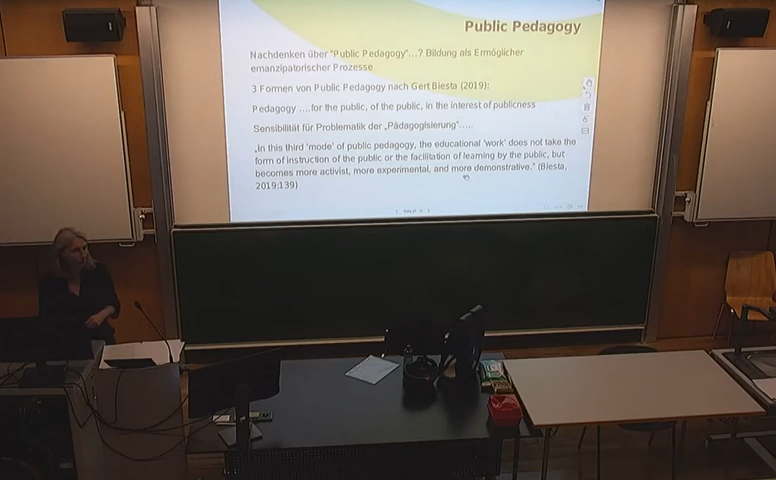 Public Pedagogy
Nachdenken über "Public Pedagogy"…? Bildung als Ermöglicher
emanzipatorischer Prozesse
3 Formen von Public Pedagogy nach Gert Biesta (2019):
Pedagogy ….for the public, of the public, in the interest of publicness
Sensibilität für Problematik der „Pädagogisierung"…..
„In this third 'mode' of public pedagogy, the educational 'work' does not take the
form of instruction of the public or the facilitation of learning by the public, but
becomes more activist, more experimental, and more demonstrative." (Biesta,
2019:139)